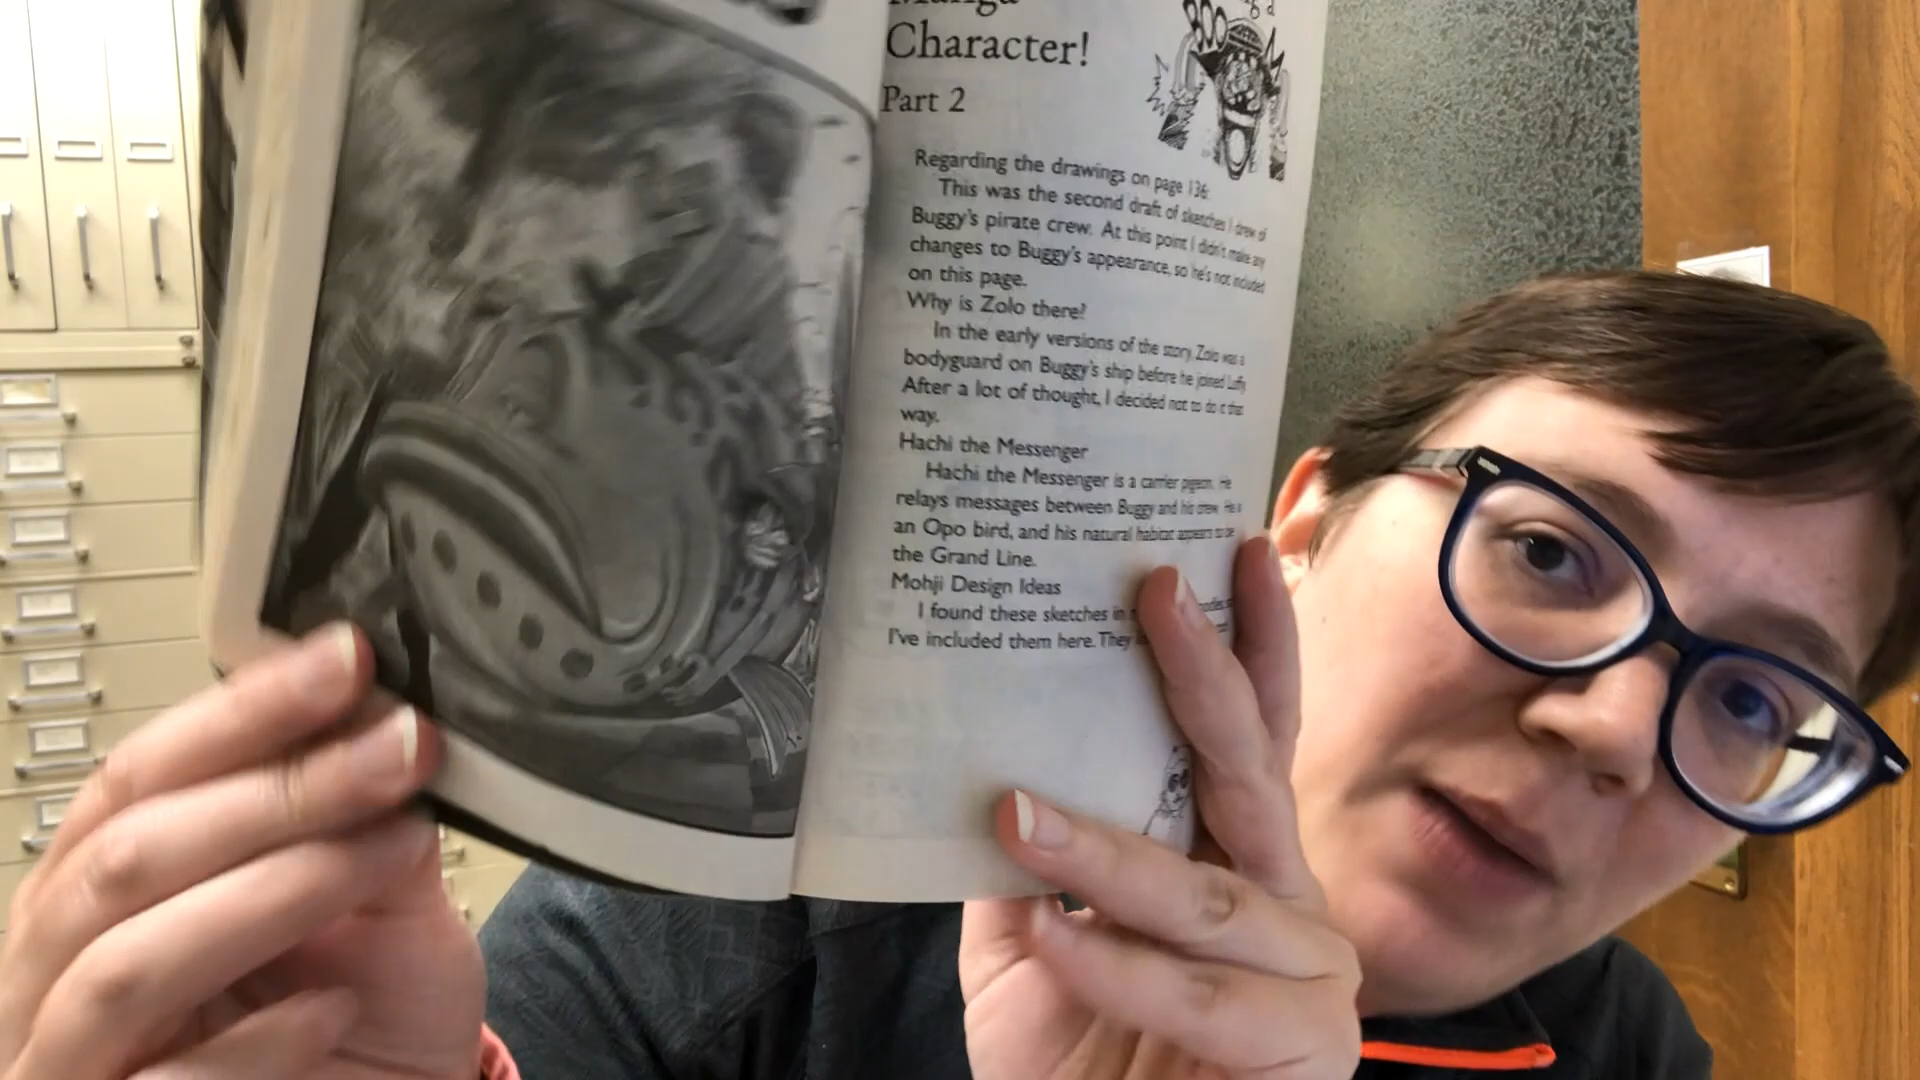 Manga
Character!
Part 2
BOO
Regarding the drawings on page 136:
This was the second draft of sketches I drew of
Buggy's pirate crew. At this point I didn't make any
changes to Buggy's appearance, so he's not included
on this page.
Why is Zolo there?
In the early versions of the story, Zolo was a
bodyguard on Buggy's ship before he joined Luffy.
After a lot of thought, I decided not to do it that
way.
Hachi the Messenger
Hachi the Messenger is a carrier pigeon. He
relays messages between Buggy and his crew. He is
an Opo bird, and his natural habitat appears to be
the Grand Line.
Mohji Design Ideas
I found these sketches in
I've included them here. They